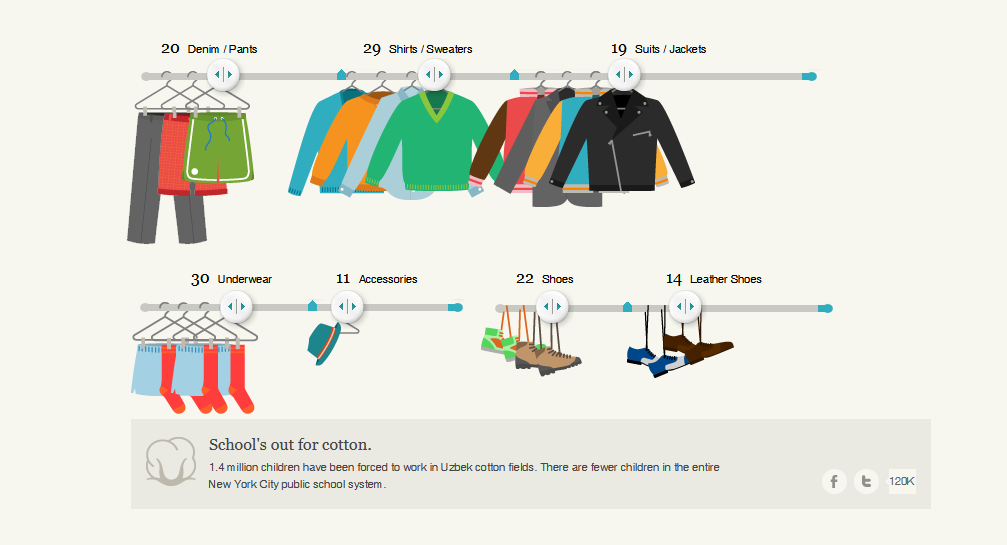 20 Denim / Pants
29 Shirts / Sweaters
19 Suits / Jackets
30 Underwear
11 Accessories
22 Shoes
14 Leather Shoes
School's out for cotton.
1.4 million children have been forced to work in Uzbek cotton fields. There are fewer children in the entire
New York City public school system.
120K